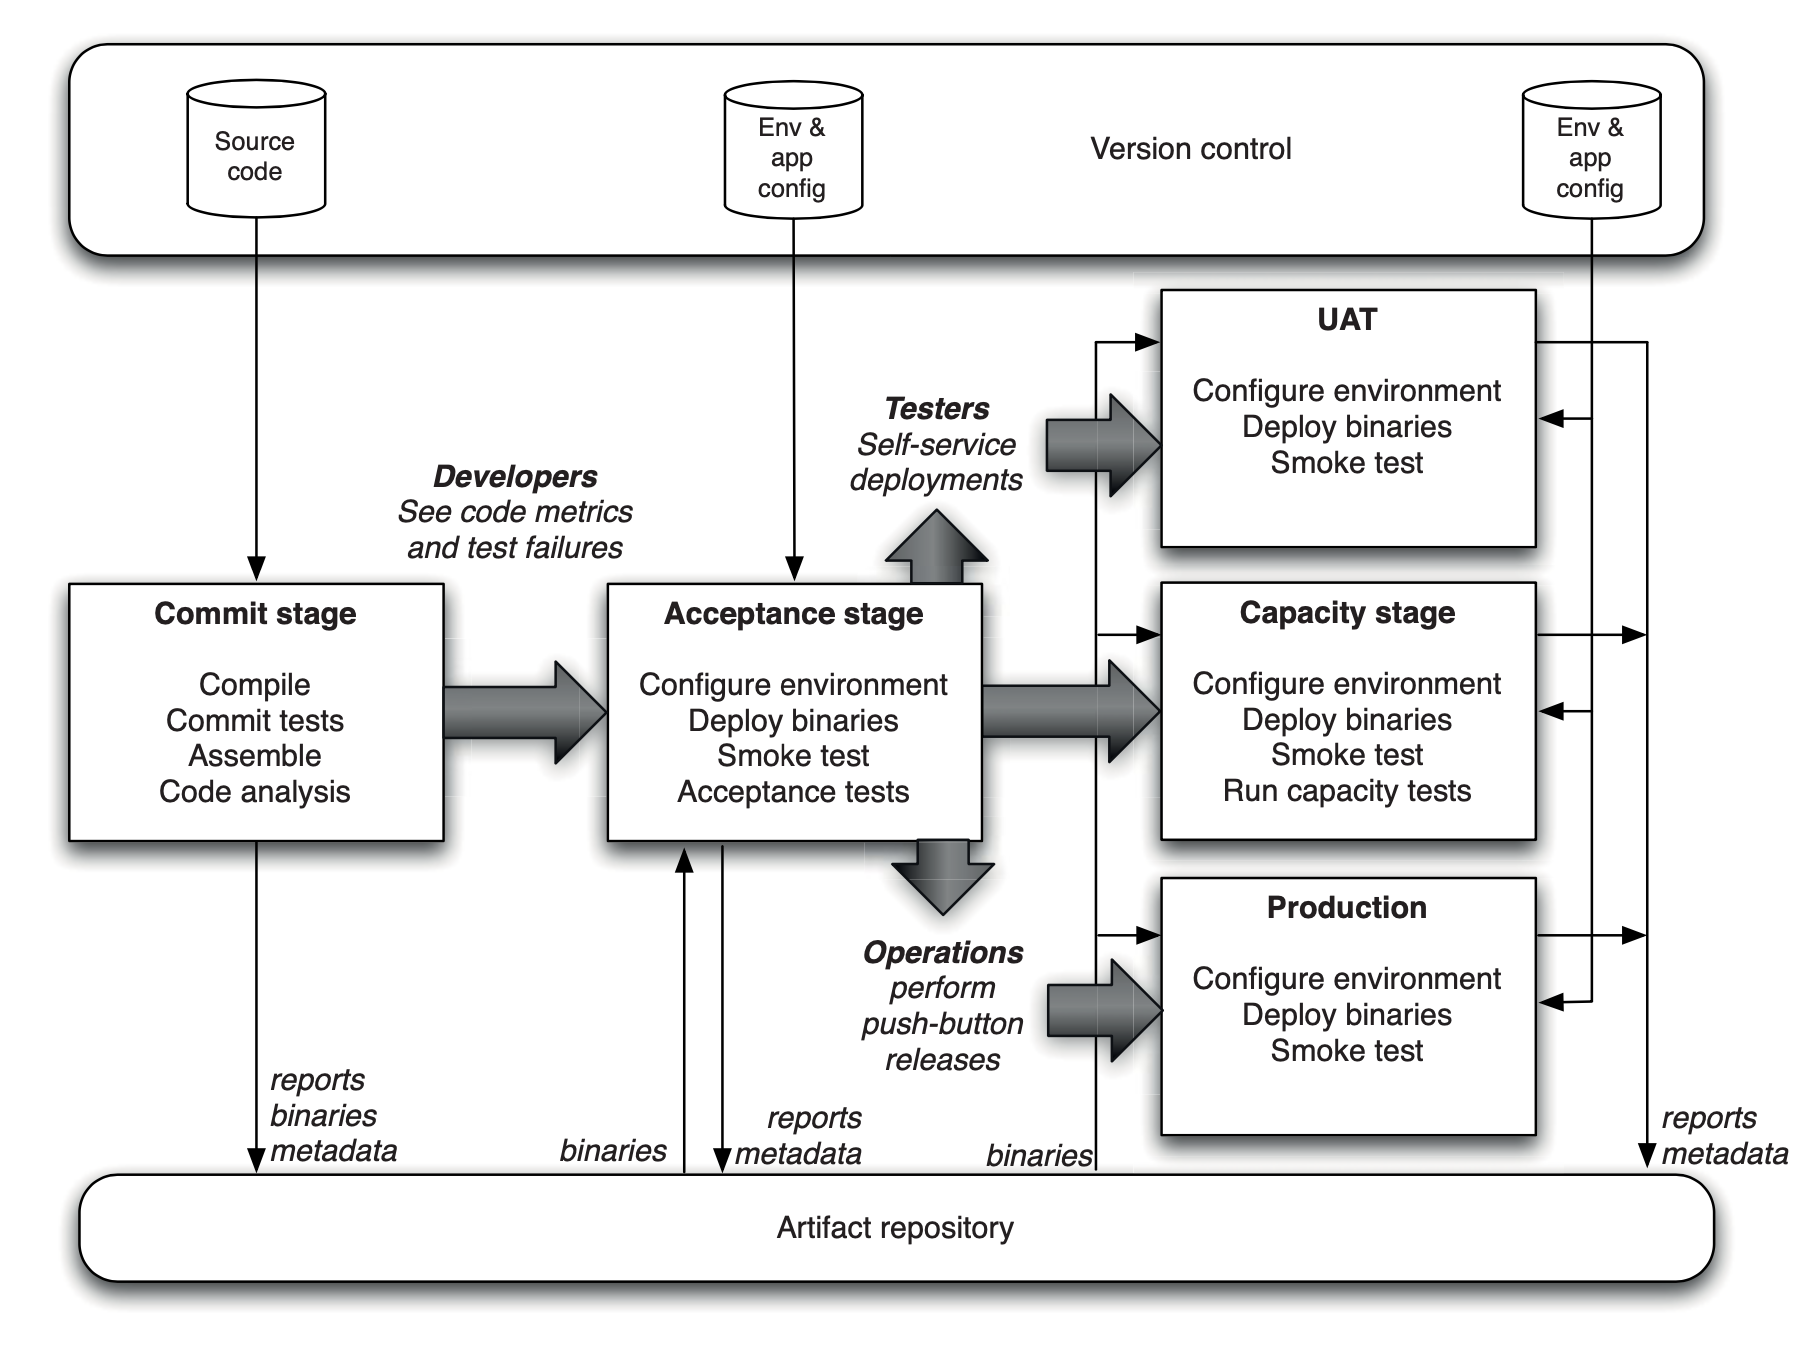 Source
code
Env &
app
config
Version control
Env &
app
config
Developers
See code metrics
and test failures
Testers
Self-service
deployments
UAT
Configure environment
Deploy binaries
Smoke test
Commit stage
Compile
Commit tests
Assemble
Code analysis
Acceptance stage
Configure environment
Deploy binaries
Smoke test
Acceptance tests
Capacity stage
Configure environment
Deploy binaries
Smoke test
Run capacity tests
Operations
perform
push-button
releases
Production
Configure environment
Deploy binaries
Smoke test
reports
binaries
metadata
binaries
reports
metadata
binaries
reports
metadata
Artifact repository